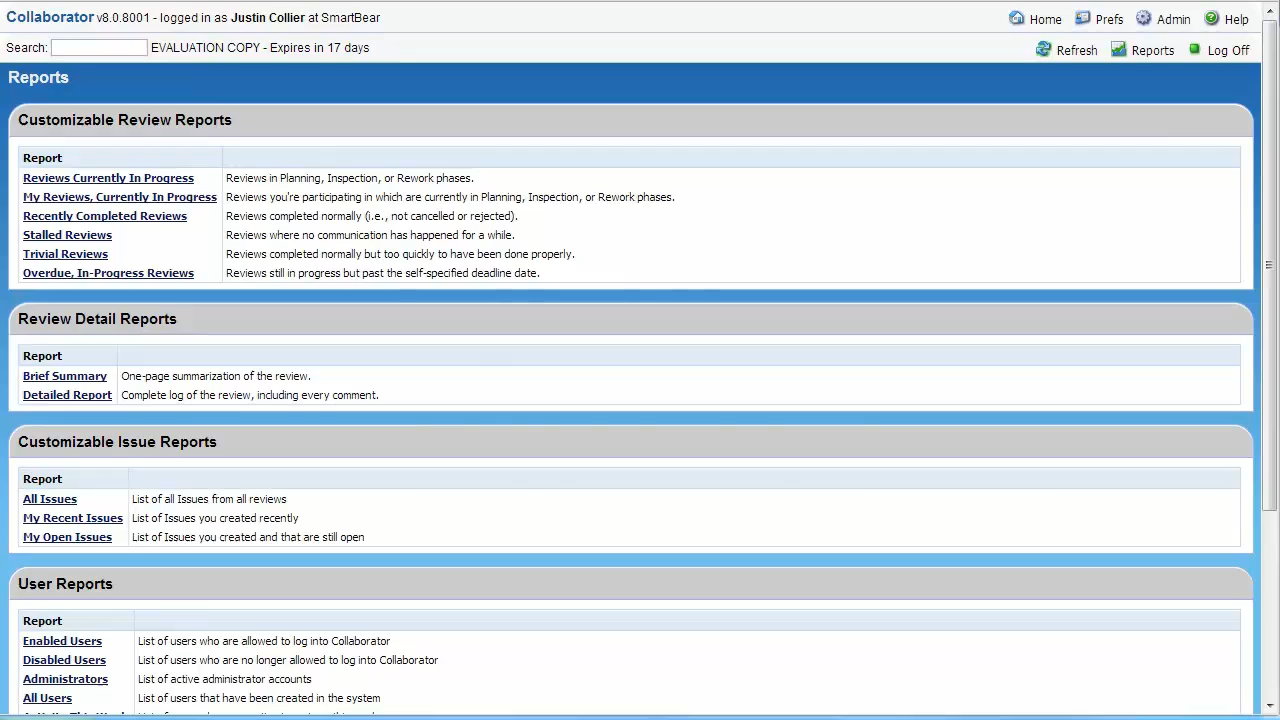 Collaborator v8.0.8001 - logged in as Justin Collier at SmartBear
Home Prefs Admin Help
Search: EVALUATION COPY - Expires in 17 days
Refresh Reports Log Off
Reports
Customizable Review Reports
Report
Reviews Currently In Progress Reviews in Planning, Inspection, or Rework phases.
My Reviews, Currently In Progress Reviews you're participating in which are currently in Planning, Inspection, or Rework phases.
Recently Completed Reviews Reviews completed normally (i.e., not cancelled or rejected).
Stalled Reviews Reviews where no communication has happened for a while.
Trivial Reviews Reviews completed normally but too quickly to have been done properly.
Overdue, In-Progress Reviews Reviews still in progress but past the self-specified deadline date.
Review Detail Reports
Report
Brief Summary One-page summarization of the review.
Detailed Report Complete log of the review, including every comment.
Customizable Issue Reports
Report
All Issues List of all Issues from all reviews
My Recent Issues List of Issues you created recently
My Open Issues List of Issues you created and that are still open
User Reports
Report
Enabled Users List of users who are allowed to log into Collaborator
Disabled Users List of users who are no longer allowed to log into Collaborator
Administrators List of active administrator accounts
All Users List of users that have been created in the system